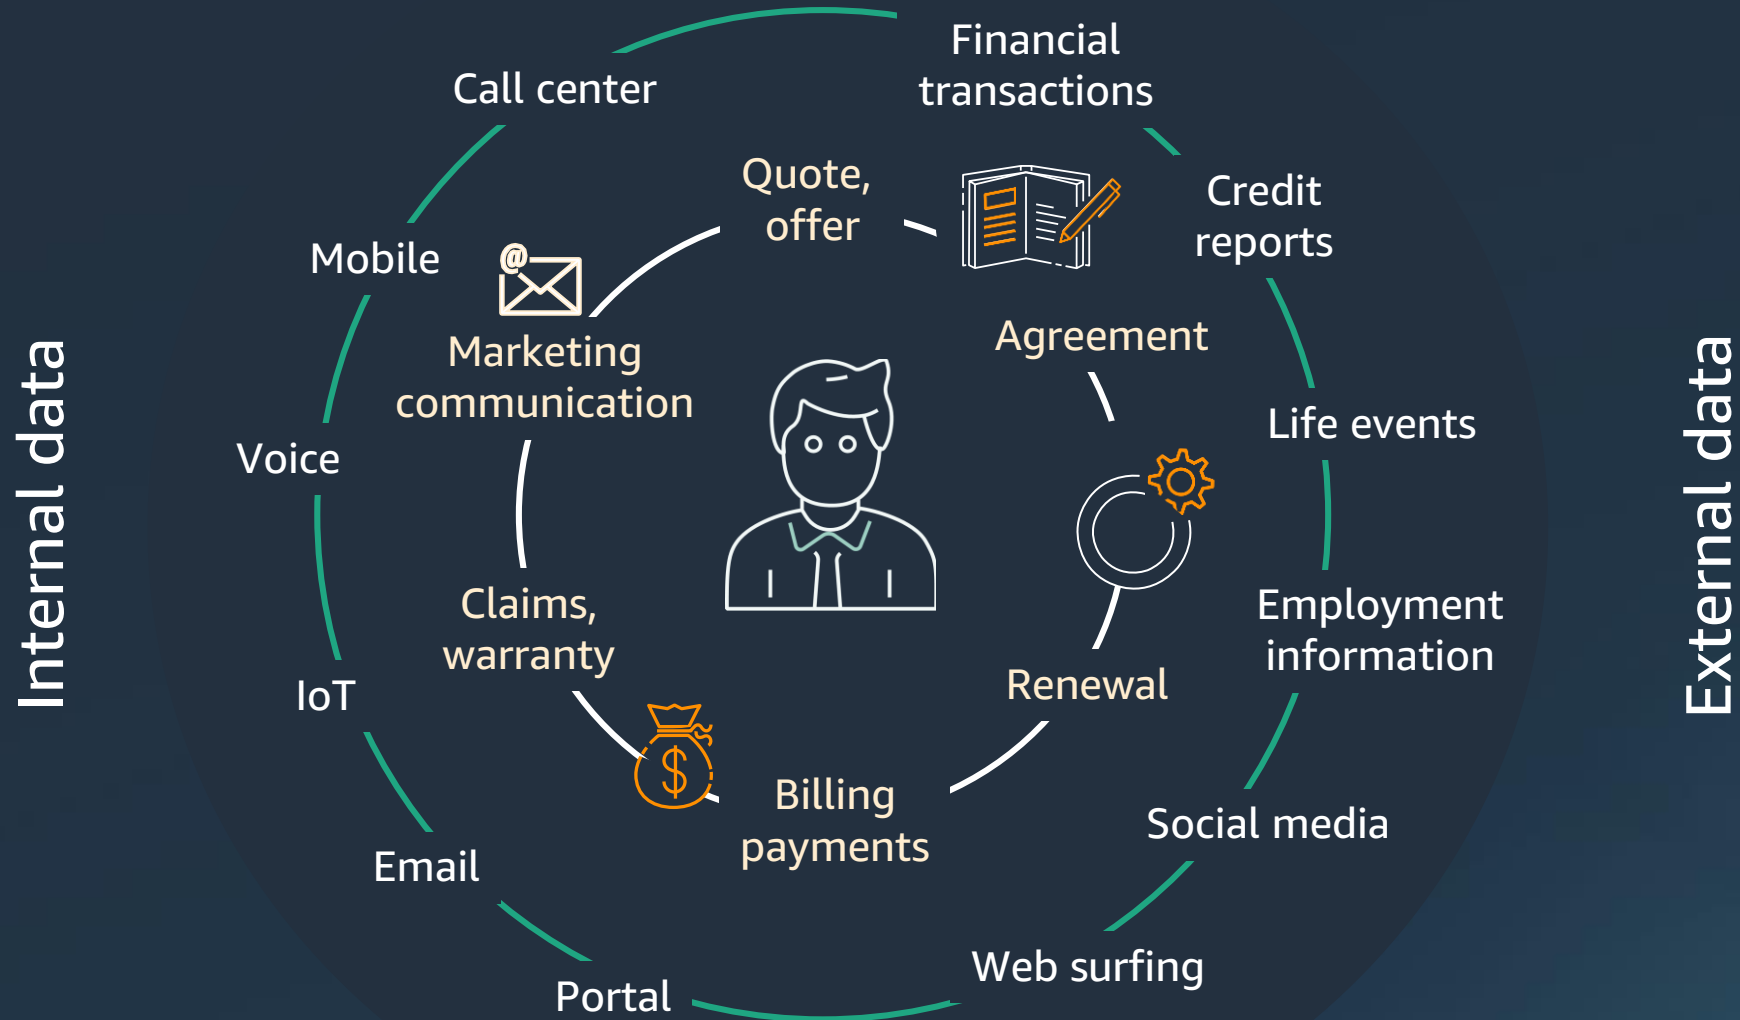 Internal data
Call center
Mobile
Voice
IoT
Email
Portal
Quote,
offer
@
Marketing
communication
Claims,
warranty
$
Billing
payments
Renewal
Agreement
Financial
transactions
Credit
reports
Life events
Employment
information
Social media
Web surfing
External data